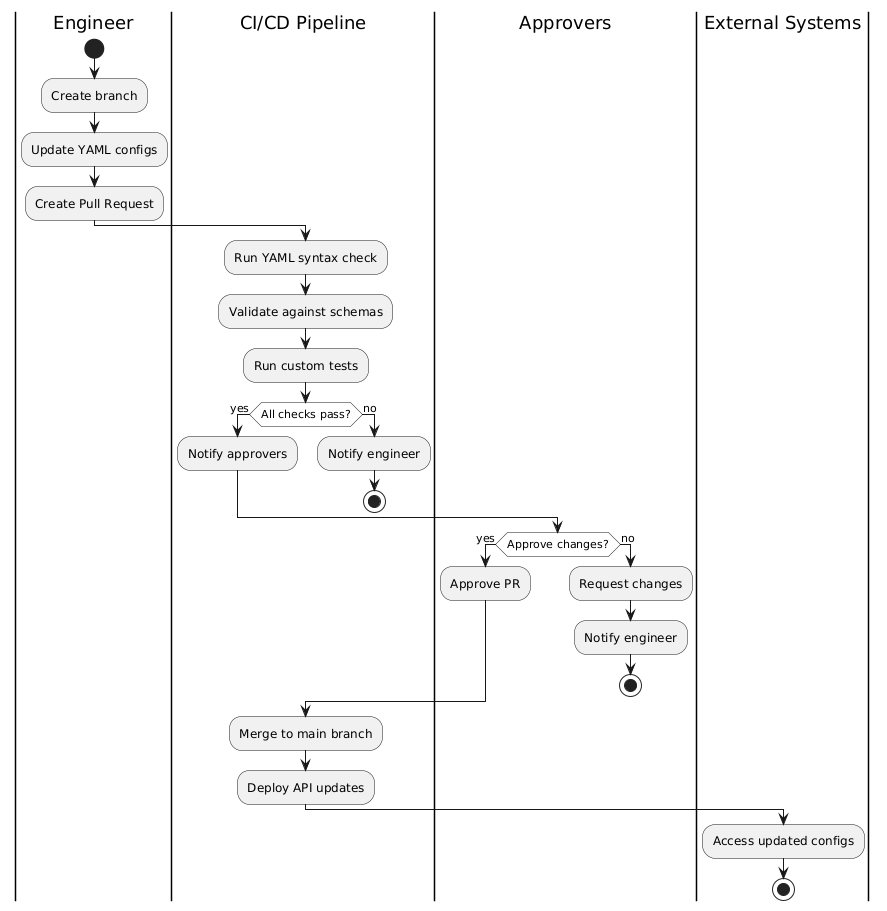 Engineer
CI/CD Pipeline
Approvers
External Systems
Create branch
Update YAML configs
Create Pull Request
Run YAML syntax check
Validate against schemas
Run custom tests
yes
All checks pass?
no
Notify approvers
Notify engineer
yes
Approve changes?
no
Approve PR
Request changes
Notify engineer
Merge to main branch
Deploy API updates
Access updated configs